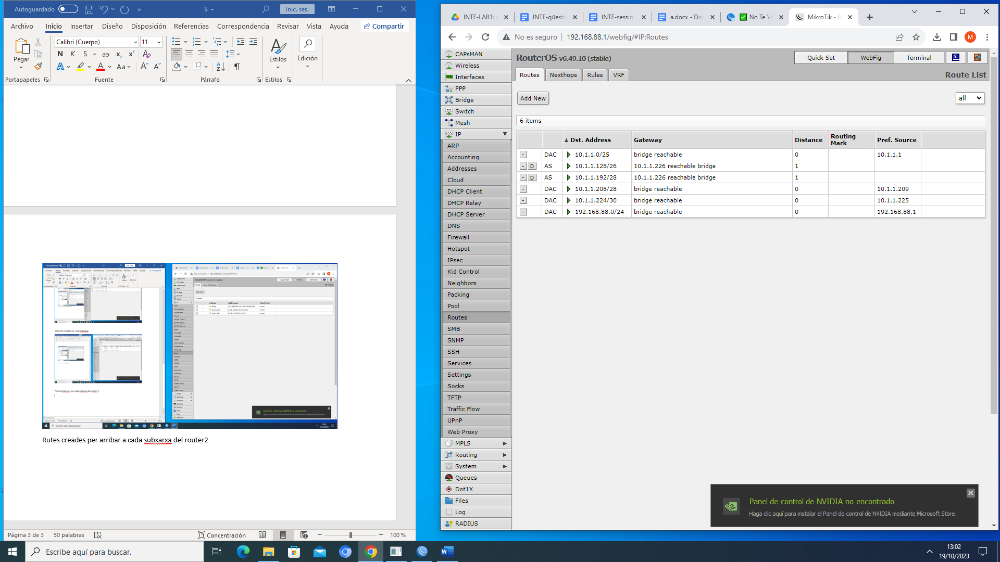 Autoguardado
S
Inic. ses.
Archivo Inicio Insertar Diseño Disposición Referencias Correspondencia Revisar Vista Ayuda Compartir
Calibri (Cuerpo) 11
N K S ab x₂ x²
Pegar
Estilos
Edición
A A Aa A A
Portapapeles Fuente Párrafo Estilos
Rutes creades per arribar a cada subxarxa del router2
Página 3 de 3 50 palabras Concentración 100 %
INTE-LAB1: INTE-qüesti INTE-sessio a.docx - Do No Te Va MikroTik - R
No es seguro 192.168.88.1/webfig/#IP:Routes
M
CAPsMAN
Wireless
Interfaces
PPP
Bridge
Switch
Mesh
IP
ARP
Accounting
Addresses
Cloud
DHCP Client
DHCP Relay
DHCP Server
DNS
Firewall
Hotspot
IPsec
Kid Control
Neighbors
Packing
Pool
Routes
SMB
SNMP
SSH
Services
Settings
Socks
TFTP
Traffic Flow
UPnP
Web Proxy
MPLS
Routing
System
Queues
Dot1X
Files
Log
RADIUS
RouterOS v6.49.10 (stable)
Quick Set WebFig Terminal
Routes Nexthops Rules VRF
Route List
Add New
all
6 items
Dst. Address Gateway Distance Routing Mark Pref. Source
- DAC 10.1.1.0/25 bridge reachable 0 10.1.1.1
- D AS 10.1.1.128/26 10.1.1.226 reachable bridge 1
- D AS 10.1.1.192/28 10.1.1.226 reachable bridge 1
- DAC 10.1.1.208/28 bridge reachable 0 10.1.1.209
- DAC 10.1.1.224/30 bridge reachable 0 10.1.1.225
- DAC 192.168.88.0/24 bridge reachable 0 192.168.88.1
Panel de control de NVIDIA no encontrado
Haga clic aquí para instalar el Panel de control de NVIDIA mediante Microsoft Store.
Escribe aquí para buscar.
13:02
19/10/2023